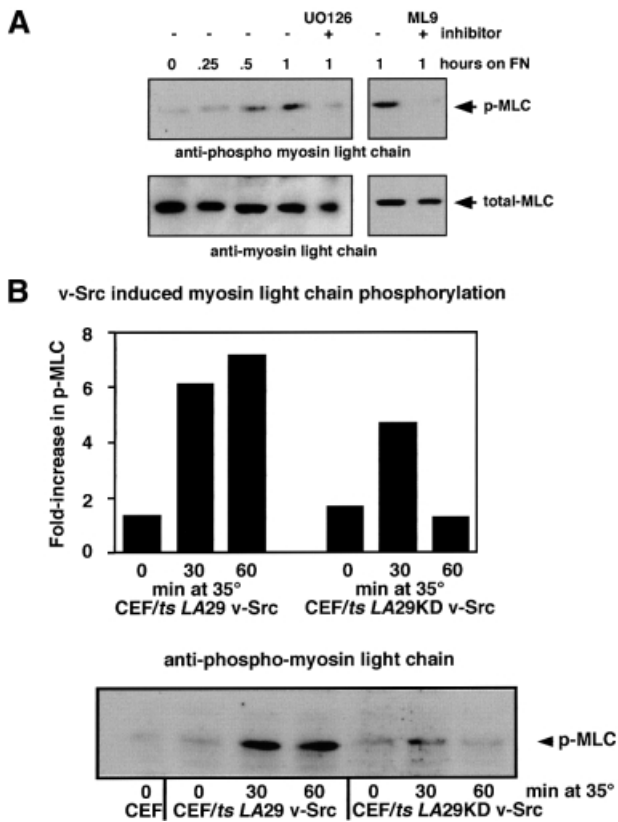 A
UO126 ML9
- - - - + - + inhibitor
0 .25 .5 1 1 1 1 hours on FN
p-MLC
anti-phospho myosin light chain
total-MLC
anti-myosin light chain
B v-Src induced myosin light chain phosphorylation
Fold-increase in p-MLC
8
6
4
2
0
0 30 60 0 30 60
min at 35° min at 35°
CEF/ts LA29 v-Src CEF/ts LA29KD v-Src
anti-phospho-myosin light chain
p-MLC
0 0 30 60 0 30 60 min at 35°
CEF CEF/ts LA29 v-Src CEF/ts LA29KD v-Src